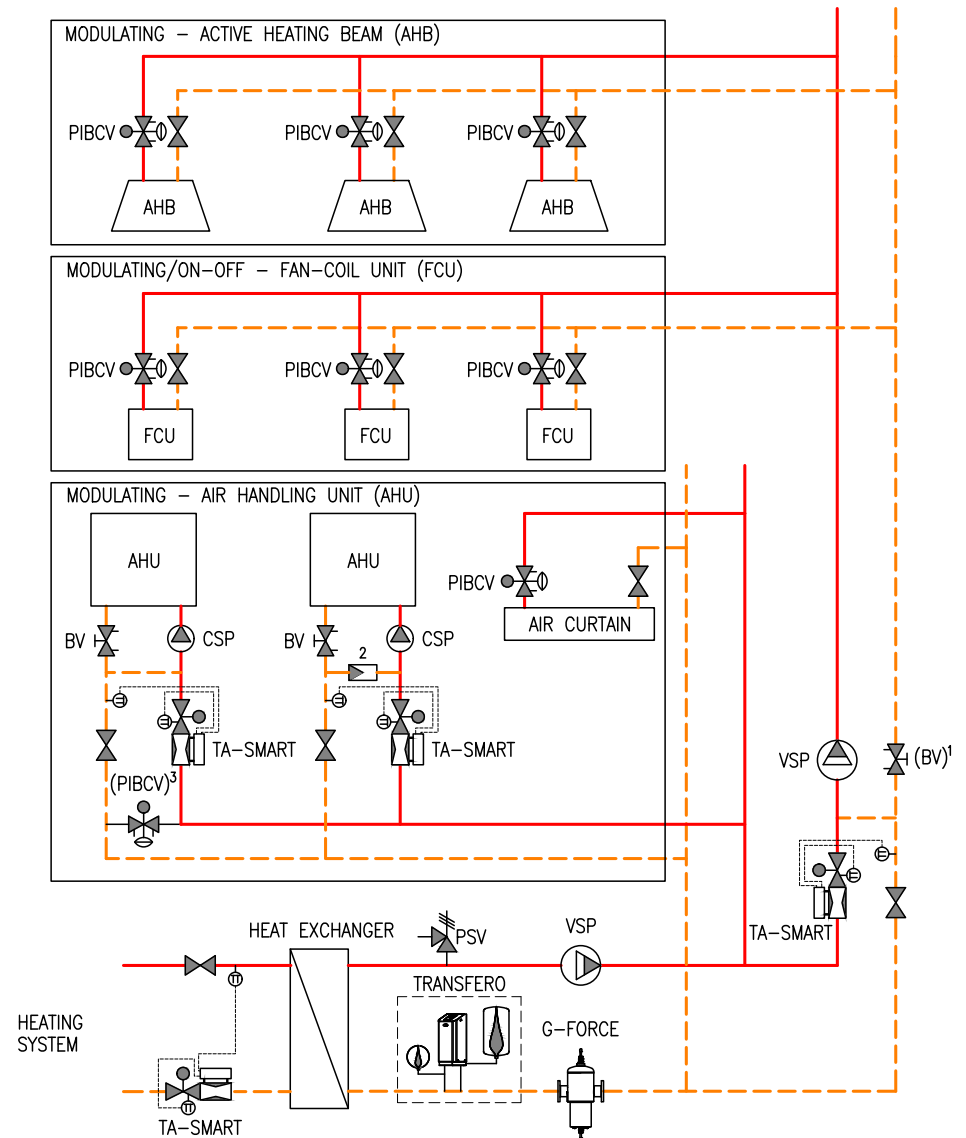 MODULATING - ACTIVE HEATING BEAM (AHB)
PIBCV PIBCV PIBCV
AHB AHB AHB
MODULATING/ON-OFF - FAN-COIL UNIT (FCU)
PIBCV PIBCV PIBCV
FCU FCU FCU
MODULATING - AIR HANDLING UNIT (AHU)
AHU AHU
PIBCV
AIR CURTAIN
BV CSP BV CSP
2
TA-SMART TA-SMART
VSP (BV)¹
(PIBCV)³
TA-SMART
HEAT EXCHANGER
PSV
VSP
TRANSFERO
G-FORCE
HEATING
SYSTEM
TA-SMART